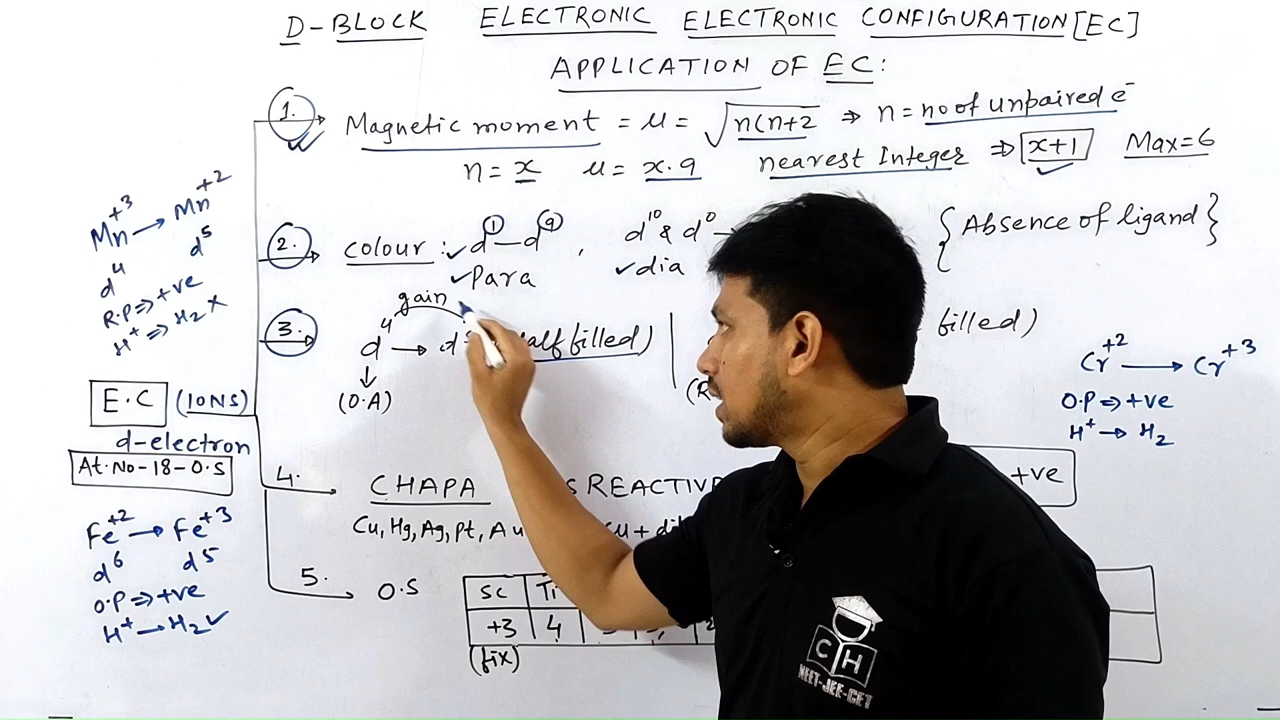 D-BLOCK ELECTRONIC ELECTRONIC CONFIGURATION [EC]
APPLICATION OF EC:
1. Magnetic moment = μ = √n(n+2 ⇒ n = no of unpaired e⁻
n = x μ = x.9 nearest Integer ⇒ x+1 Max=6
2. colour: ✓d¹—d⁹, d¹⁰ & d⁰ → {Absence of ligand}
✓Para ✓dia
3. gain
d⁴ → d half filled) filled)
(O.A) (R
4. CHAPA REACTIVE +ve
Cu, Hg, Ag, Pt, Au
5. O.S
Sc Ti
+3 4
(fix)
Mn⁺³ → Mn⁺²
d⁴ d⁵
R.P ⇒ +ve
H⁺ ⇒ H₂ ×
E.C (IONS)
d-electron
At.No-18-O.S
Fe⁺² → Fe⁺³
d⁶ d⁵
O.P ⇒ +ve
H⁺ → H₂ ✓
Cr⁺² → Cr⁺³
O.P ⇒ +ve
H⁺ → H₂
C H
NEET-JEE-CET